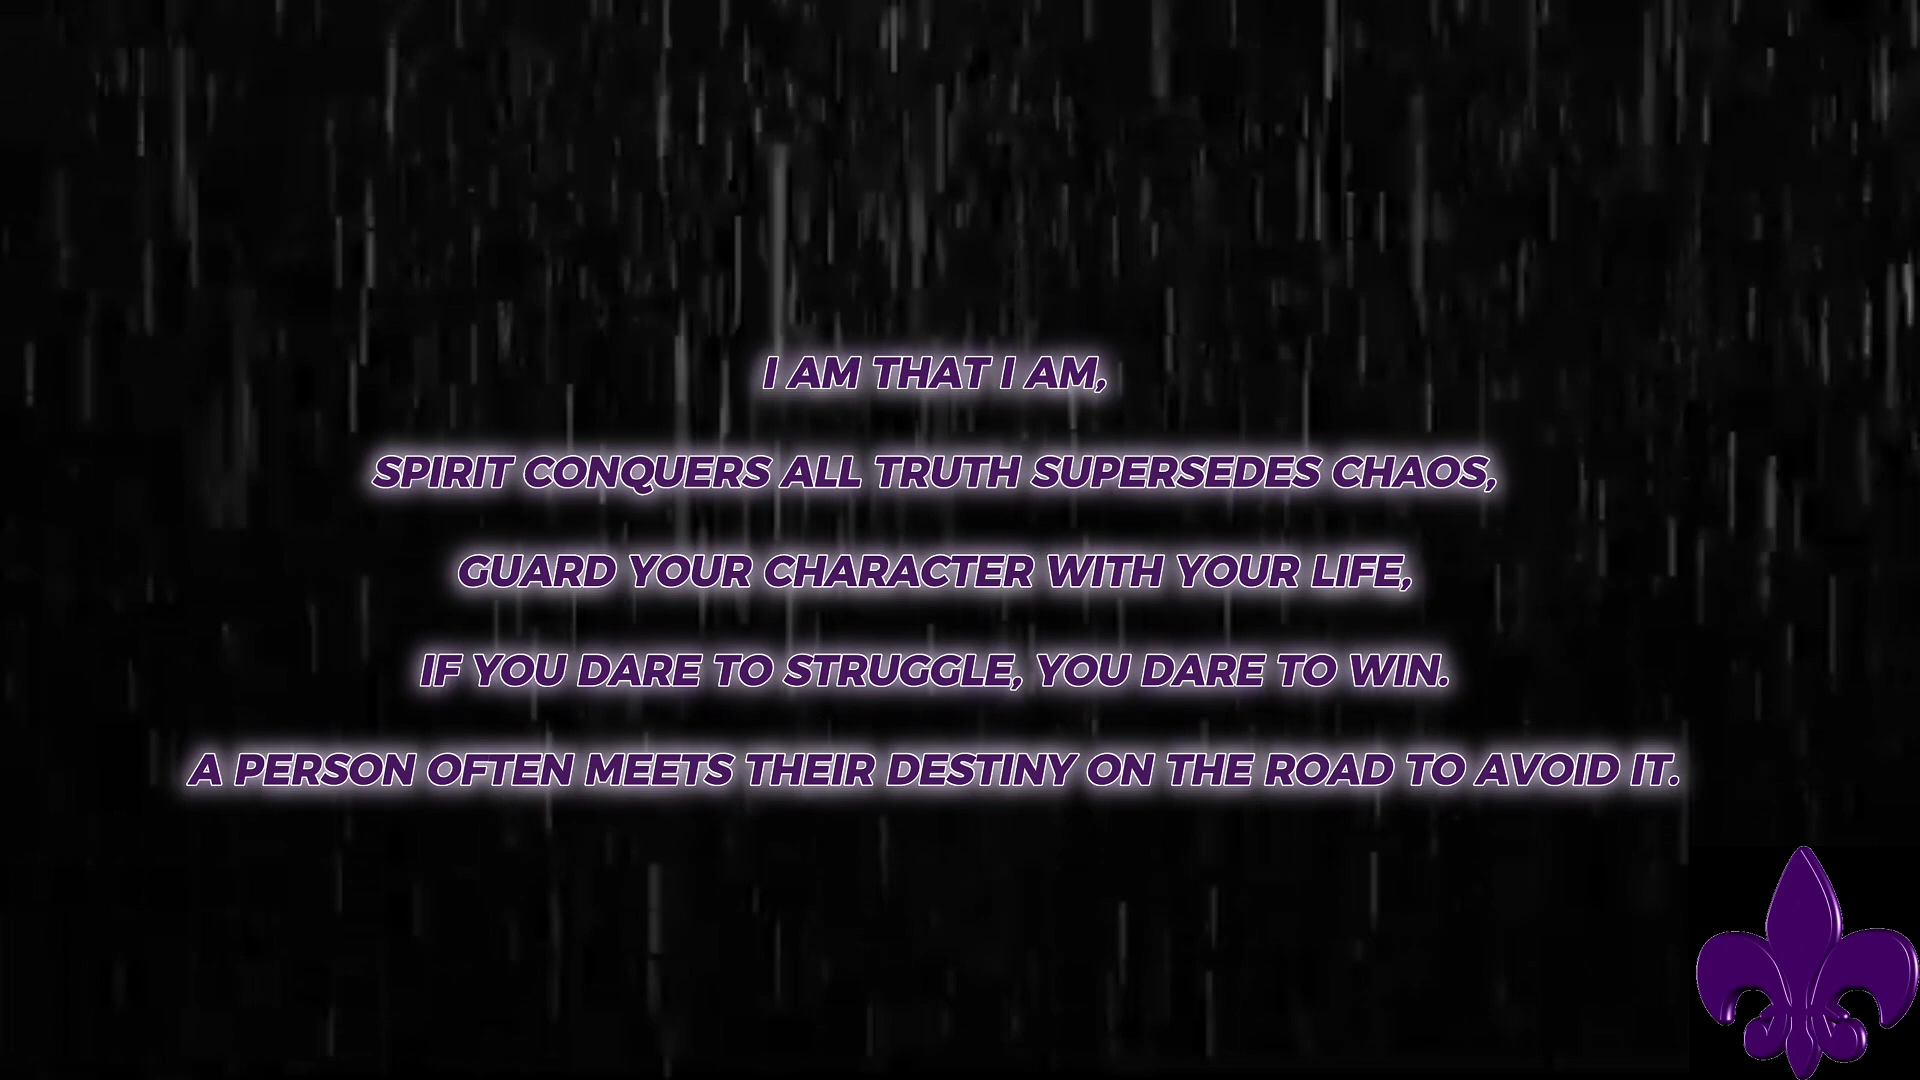 I AM THAT I AM,
SPIRIT CONQUERS ALL TRUTH SUPERSEDES CHAOS,
GUARD YOUR CHARACTER WITH YOUR LIFE,
IF YOU DARE TO STRUGGLE, YOU DARE TO WIN.
A PERSON OFTEN MEETS THEIR DESTINY ON THE ROAD TO AVOID IT.